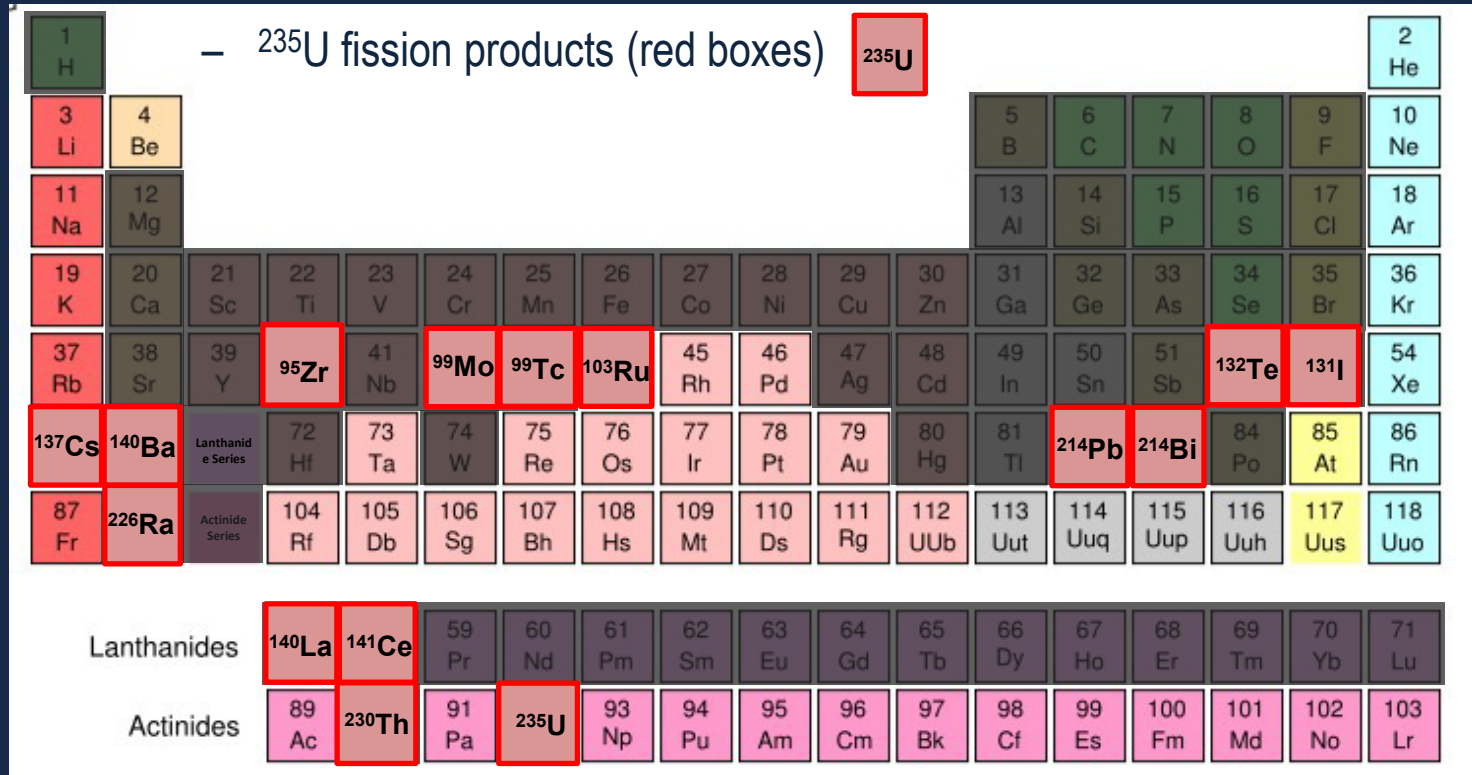 – ²³⁵U fission products (red boxes) ²³⁵U
1 2
H He
3 4 5 6 7 8 9 10
Li Be B C N O F Ne
11 12 13 14 15 16 17 18
Na Mg Al Si P S Cl Ar
19 20 21 22 23 24 25 26 27 28 29 30 31 32 33 34 35 36
K Ca Sc Ti V Cr Mn Fe Co Ni Cu Zn Ga Ge As Se Br Kr
37 38 39 ⁹⁵Zr 41 ⁹⁹Mo ⁹⁹Tc ¹⁰³Ru 45 46 47 48 49 50 51 ¹³²Te ¹³¹I 54
Rb Sr Y Nb Rh Pd Ag Cd In Sn Sb Xe
¹³⁷Cs ¹⁴⁰Ba Lanthanid 72 73 74 75 76 77 78 79 80 81 ²¹⁴Pb ²¹⁴Bi 84 85 86
e Series Hf Ta W Re Os Ir Pt Au Hg Tl Po At Rn
87 ²²⁶Ra Actinide 104 105 106 107 108 109 110 111 112 113 114 115 116 117 118
Fr Series Rf Db Sg Bh Hs Mt Ds Rg UUb Uut Uuq Uup Uuh Uus Uuo
Lanthanides ¹⁴⁰La ¹⁴¹Ce 59 60 61 62 63 64 65 66 67 68 69 70 71
Pr Nd Pm Sm Eu Gd Tb Dy Ho Er Tm Yb Lu
Actinides 89 ²³⁰Th 91 ²³⁵U 93 94 95 96 97 98 99 100 101 102 103
Ac Pa Np Pu Am Cm Bk Cf Es Fm Md No Lr